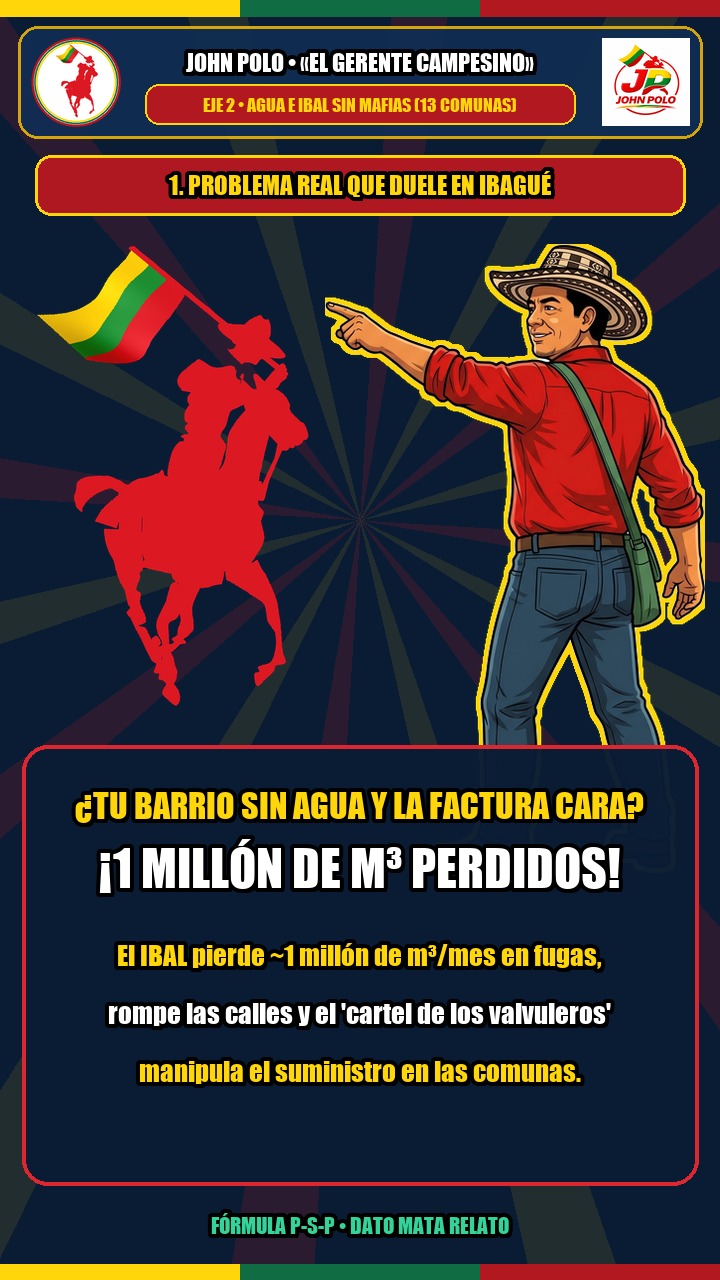 JOHN POLO • «EL GERENTE CAMPESINO»
EJE 2 • AGUA E IBAL SIN MAFIAS (13 COMUNAS)
JP
JOHN POLO
1. PROBLEMA REAL QUE DUELE EN IBAGUÉ
¿TU BARRIO SIN AGUA Y LA FACTURA CARA?
¡1 MILLÓN DE M³ PERDIDOS!
El IBAL pierde ~1 millón de m³/mes en fugas,
rompe las calles y el 'cartel de los valvuleros'
manipula el suministro en las comunas.
FÓRMULA P-S-P • DATO MATA RELATO